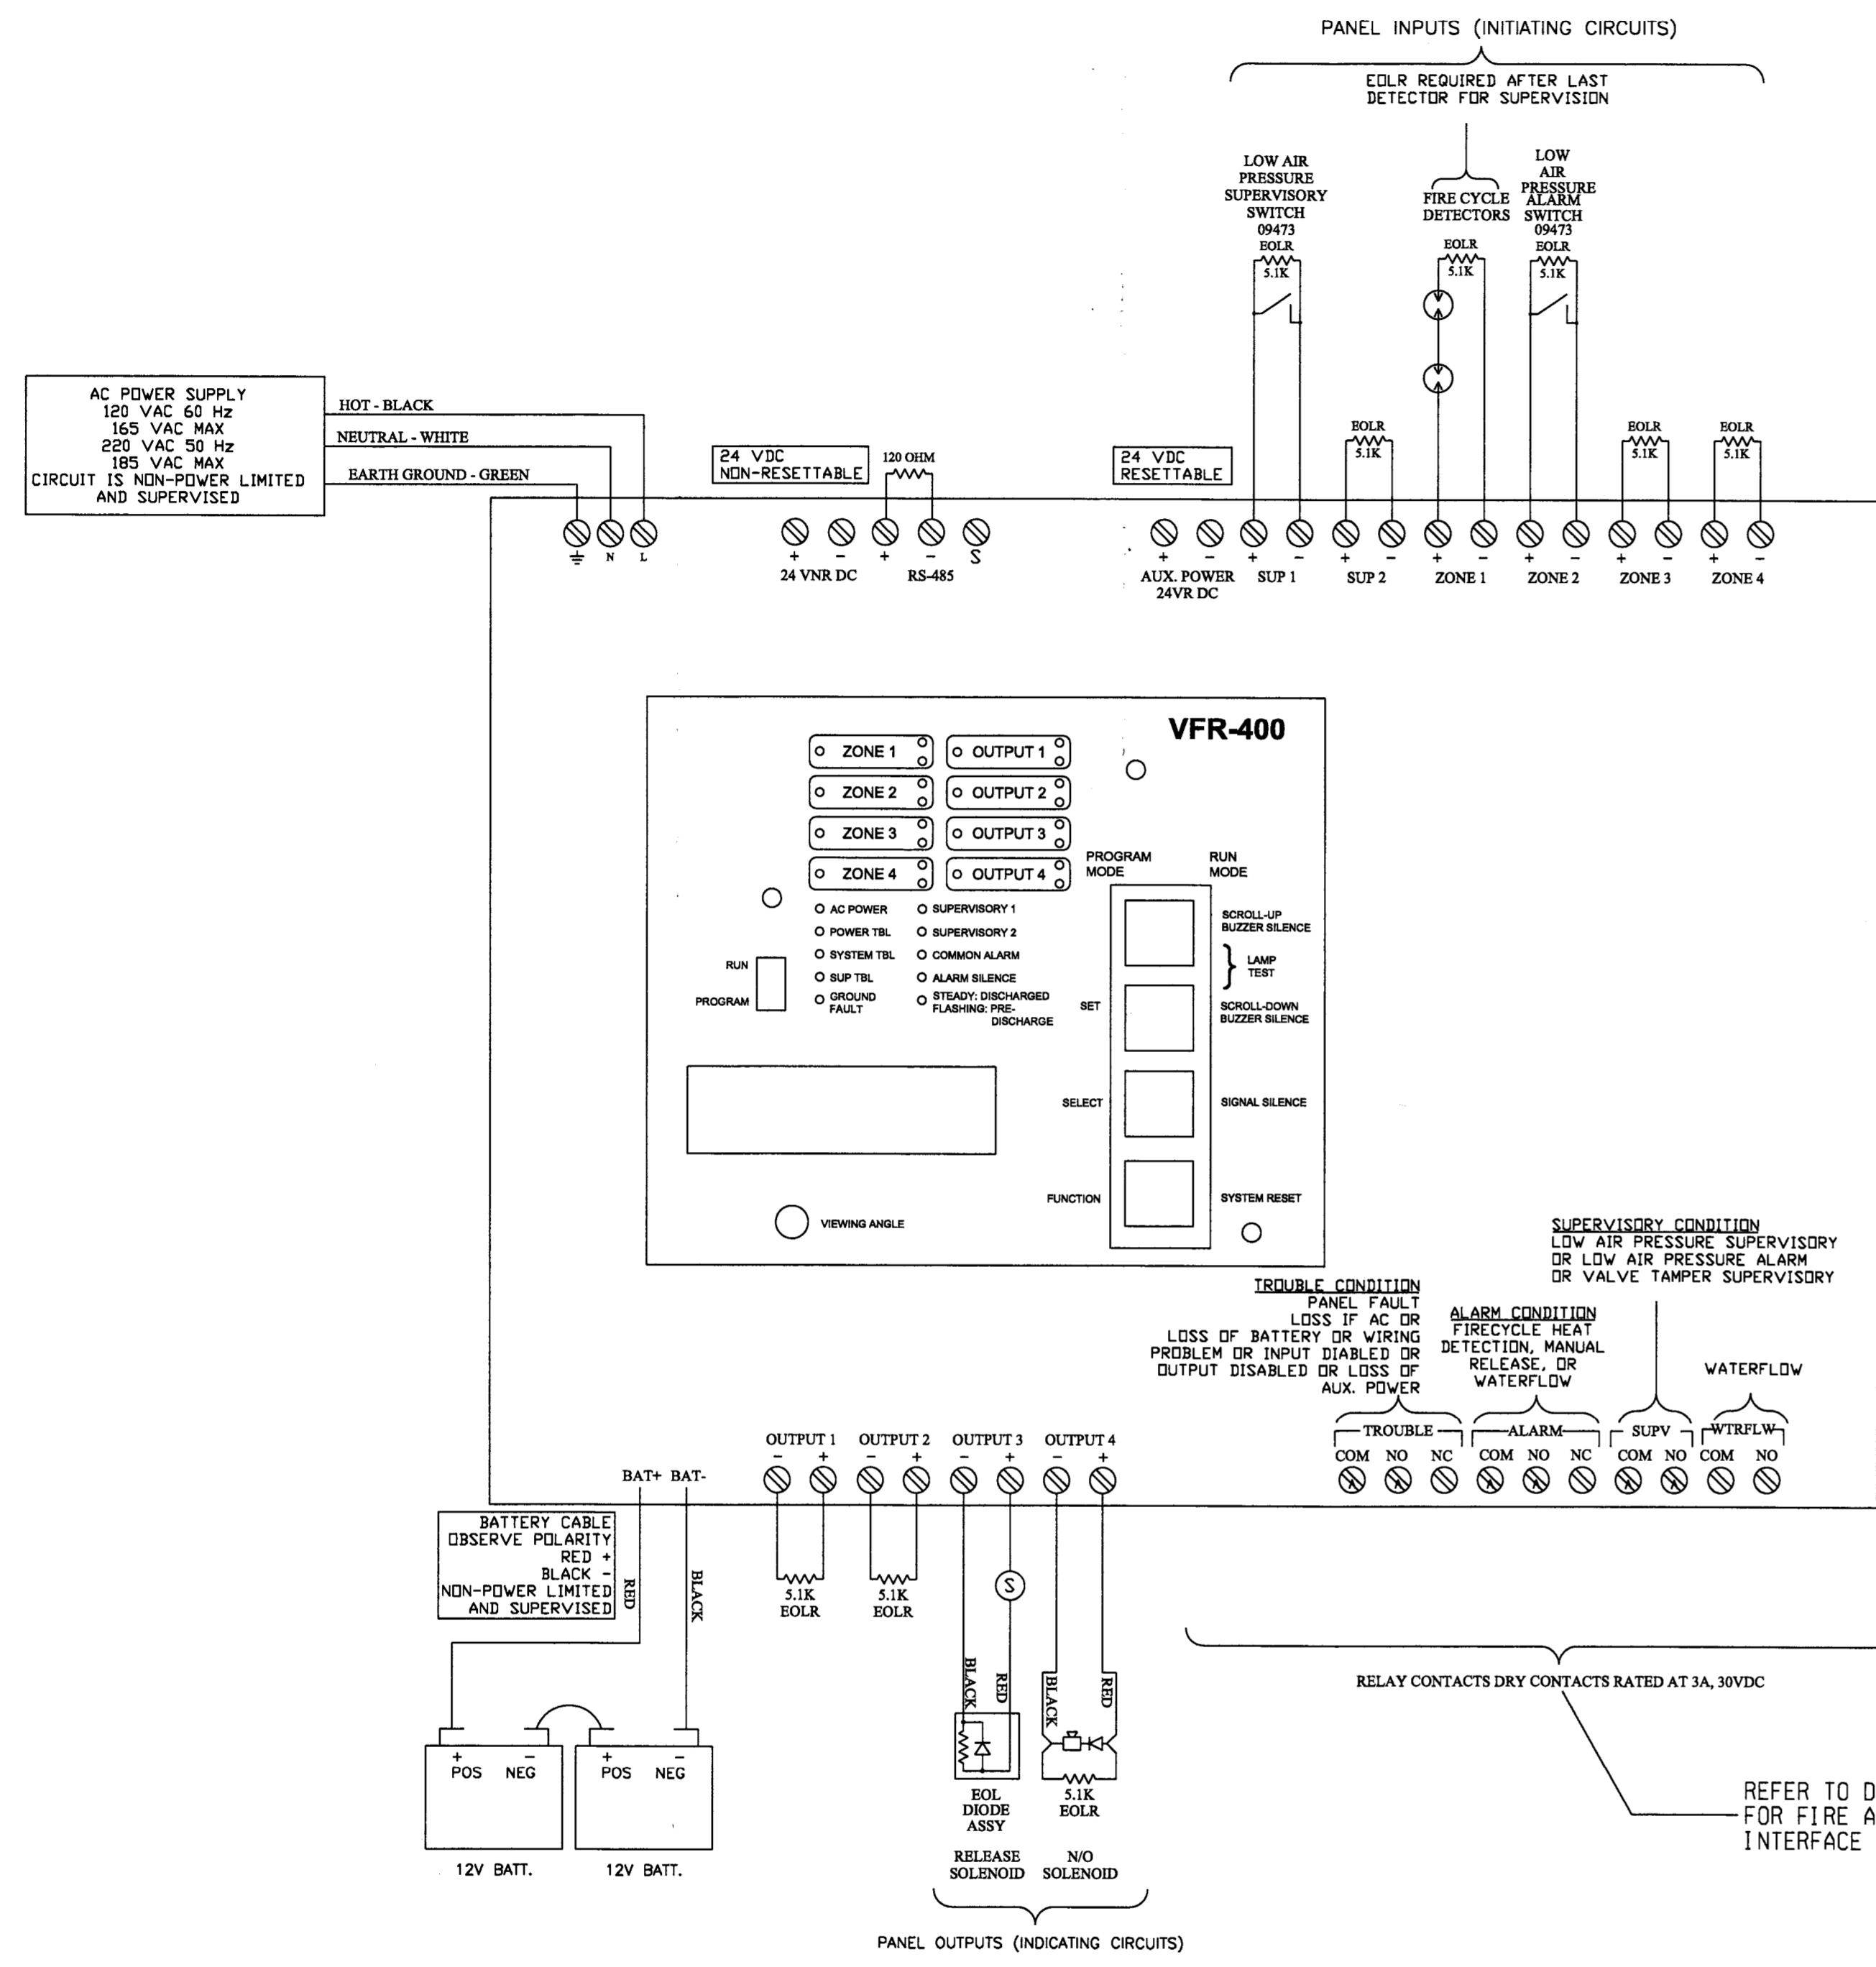 PANEL INPUTS (INITIATING CIRCUITS)
EOLR REQUIRED AFTER LAST
DETECTOR FOR SUPERVISION
LOW AIR
PRESSURE
SUPERVISORY
SWITCH
09473
EOLR
5.1K
FIRE CYCLE
DETECTORS
EOLR
5.1K
LOW
AIR
PRESSURE
ALARM
SWITCH
09473
EOLR
5.1K
AC POWER SUPPLY
120 VAC 60 Hz
165 VAC MAX
220 VAC 50 Hz
185 VAC MAX
CIRCUIT IS NON-POWER LIMITED
AND SUPERVISED
HOT - BLACK
NEUTRAL - WHITE
EARTH GROUND - GREEN
24 VDC
NON-RESETTABLE
120 OHM
24 VDC
RESETTABLE
EOLR
5.1K
EOLR
5.1K
EOLR
5.1K
N L
+ - + - S
24 VNR DC RS-485
+ - + - + - + - + - + - + -
AUX. POWER
24VR DC
SUP 1 SUP 2 ZONE 1 ZONE 2 ZONE 3 ZONE 4
VFR-400
ZONE 1 OUTPUT 1
ZONE 2 OUTPUT 2
ZONE 3 OUTPUT 3
ZONE 4 OUTPUT 4
AC POWER SUPERVISORY 1
POWER TBL SUPERVISORY 2
SYSTEM TBL COMMON ALARM
SUP TBL ALARM SILENCE
GROUND
FAULT
STEADY: DISCHARGED
FLASHING: PRE-
DISCHARGE
RUN
PROGRAM
PROGRAM
MODE
RUN
MODE
SCROLL-UP
BUZZER SILENCE
LAMP
TEST
SET
SCROLL-DOWN
BUZZER SILENCE
SELECT SIGNAL SILENCE
FUNCTION SYSTEM RESET
VIEWING ANGLE
TROUBLE CONDITION
PANEL FAULT
LOSS IF AC OR
LOSS OF BATTERY OR WIRING
PROBLEM OR INPUT DIABLED OR
OUTPUT DISABLED OR LOSS OF
AUX. POWER
ALARM CONDITION
FIRECYCLE HEAT
DETECTION, MANUAL
RELEASE, OR
WATERFLOW
SUPERVISORY CONDITION
LOW AIR PRESSURE SUPERVISORY
OR LOW AIR PRESSURE ALARM
OR VALVE TAMPER SUPERVISORY
WATERFLOW
TROUBLE ALARM SUPV WTRFLW
COM NO NC COM NO NC COM NO COM NO
OUTPUT 1 OUTPUT 2 OUTPUT 3 OUTPUT 4
- + - + - + - +
BAT+ BAT-
BATTERY CABLE
OBSERVE POLARITY
RED +
BLACK -
NON-POWER LIMITED
AND SUPERVISED
RED
BLACK
5.1K
EOLR
5.1K
EOLR
S
BLACK
RED
BLACK
RED
EOL
DIODE
ASSY
5.1K
EOLR
RELEASE
SOLENOID
N/O
SOLENOID
PANEL OUTPUTS (INDICATING CIRCUITS)
+ - + -
POS NEG POS NEG
12V BATT. 12V BATT.
RELAY CONTACTS DRY CONTACTS RATED AT 3A, 30VDC
REFER TO D
FOR FIRE A
INTERFACE